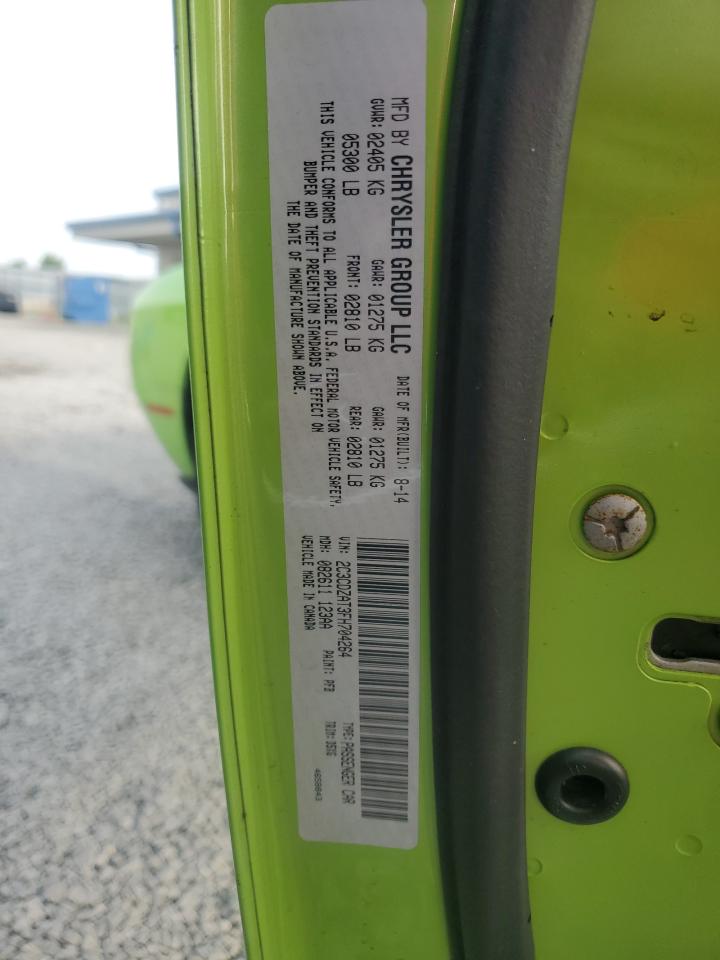 MFD BY CHRYSLER GROUP LLC DATE OF MFR(BUILT): 8-14
GVWR: 02405 KG GAWR: 01275 KG GAWR: 01275 KG
05300 LB FRONT: 02810 LB REAR: 02810 LB
THIS VEHICLE CONFORMS TO ALL APPLICABLE U.S.A. FEDERAL MOTOR VEHICLE SAFETY,
BUMPER AND THEFT PREVENTION STANDARDS IN EFFECT ON
THE DATE OF MANUFACTURE SHOWN ABOVE.
VIN: 2C3CDZAT3FH704264 TYPE: PASSENGER CAR
MDH: 082611 123AA PAINT: PFB TRIM:
VEHICLE MADE IN CANADA 4658043